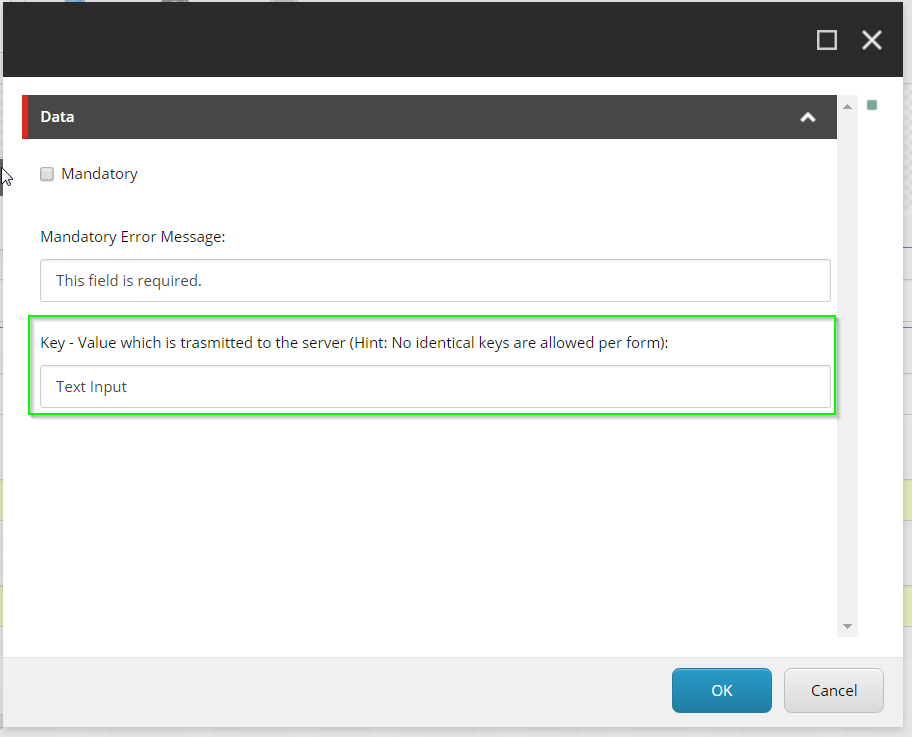 Data
Mandatory
Mandatory Error Message:
This field is required.
Key - Value which is trasmitted to the server (Hint: No identical keys are allowed per form):
Text Input
OK
Cancel